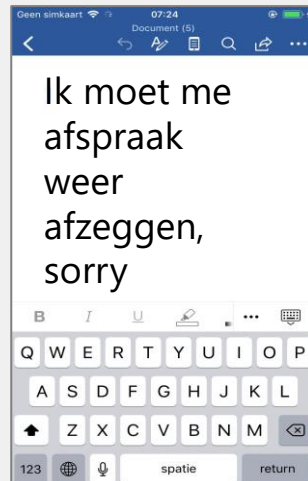 Geen simkaart 07:24
Document (5)
Ik moet me
afspraak
weer
afzeggen,
sorry
B I U
Q W E R T Y U I O P
A S D F G H J K L
Z X C V B N M
123 spatie return